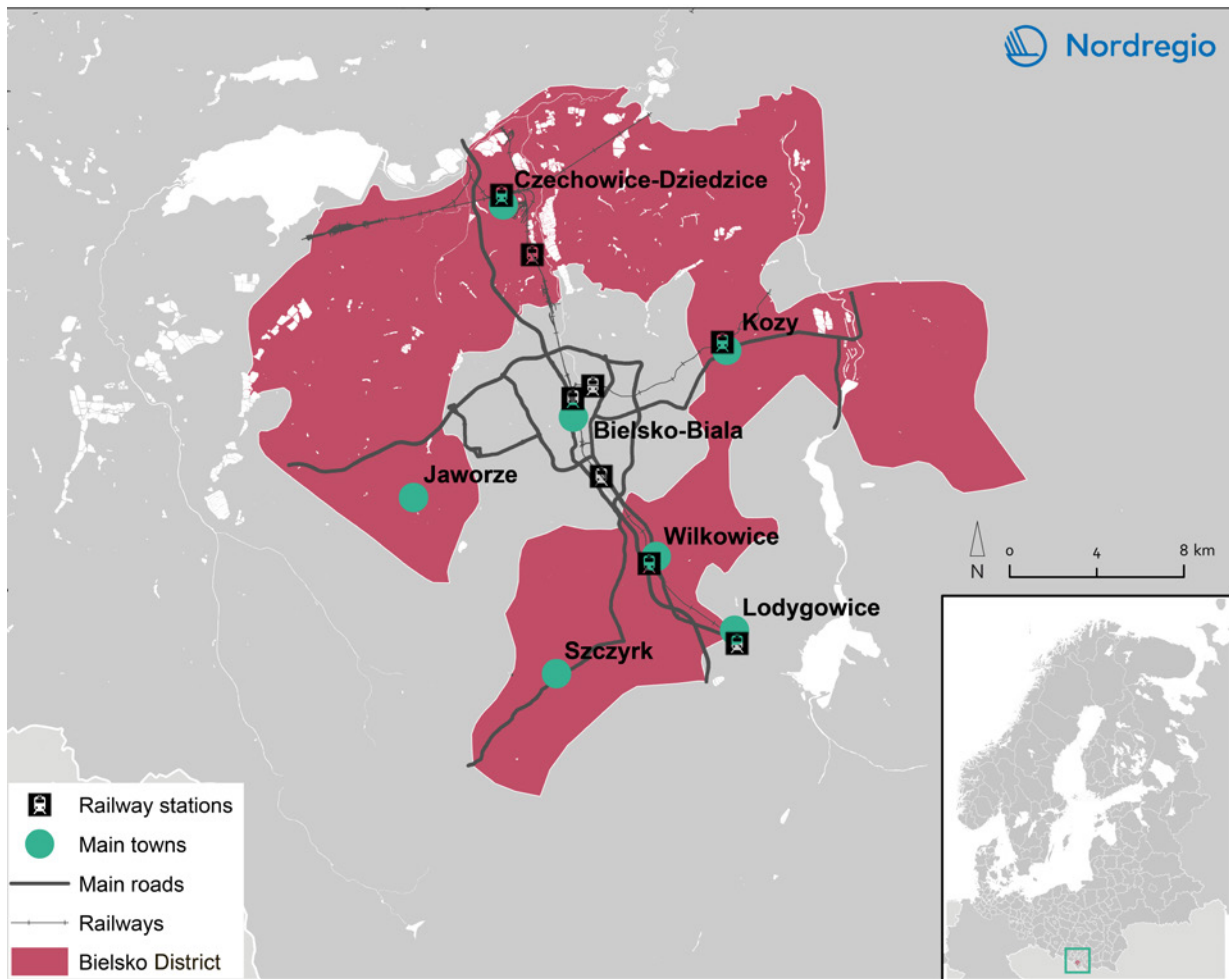 Nordregio
Czechowice-Dziedzice
Kozy
Bielsko-Biala
Jaworze
Wilkowice
Lodygowice
Szczyrk
N
0 4 8 km
Railway stations
Main towns
Main roads
Railways
Bielsko District